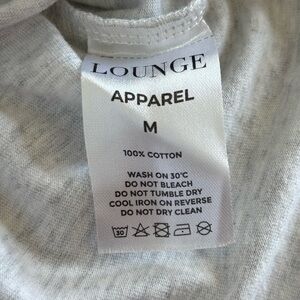 LOUNGE
APPAREL
M
100% COTTON
WASH ON 30°C
DO NOT BLEACH
DO NOT TUMBLE DRY
COOL IRON ON REVERSE
DO NOT DRY CLEAN
30